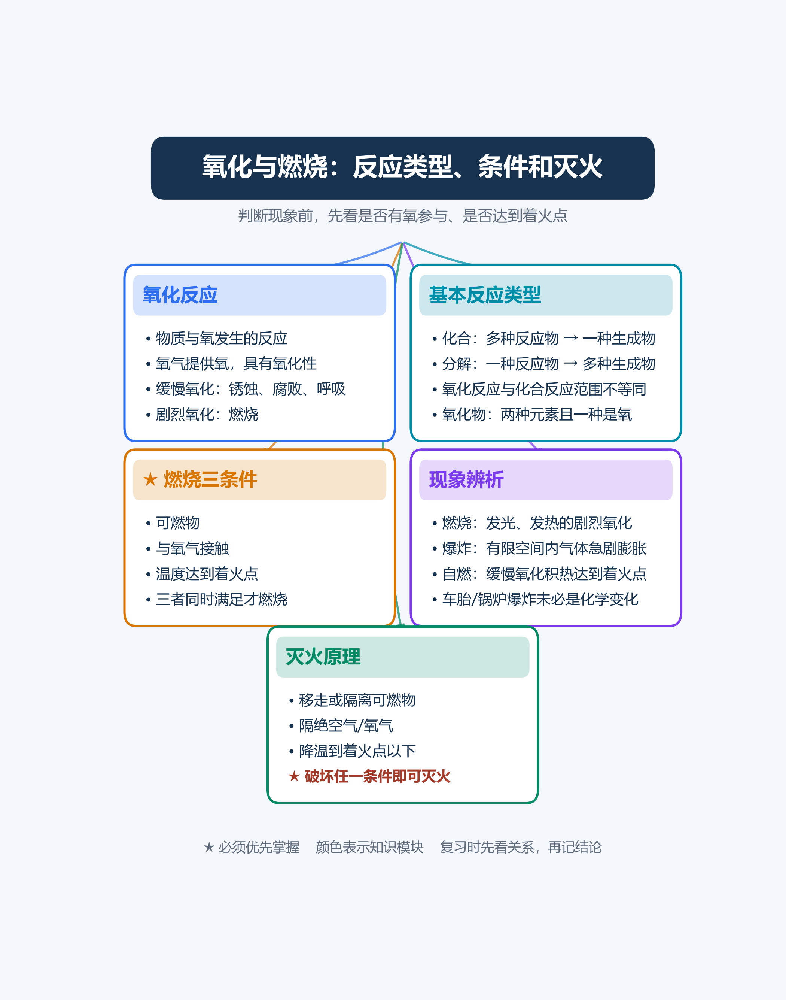 氧化与燃烧：反应类型、条件和灭火
判断现象前，先看是否有氧参与、是否达到着火点
氧化反应
• 物质与氧发生的反应
• 氧气提供氧，具有氧化性
• 缓慢氧化：锈蚀、腐败、呼吸
• 剧烈氧化：燃烧
基本反应类型
• 化合：多种反应物 → 一种生成物
• 分解：一种反应物 → 多种生成物
• 氧化反应与化合反应范围不等同
• 氧化物：两种元素且一种是氧
★ 燃烧三条件
• 可燃物
• 与氧气接触
• 温度达到着火点
• 三者同时满足才燃烧
现象辨析
• 燃烧：发光、发热的剧烈氧化
• 爆炸：有限空间内气体急剧膨胀
• 自燃：缓慢氧化积热达到着火点
• 车胎/锅炉爆炸未必是化学变化
灭火原理
• 移走或隔离可燃物
• 隔绝空气/氧气
• 降温到着火点以下
★ 破坏任一条件即可灭火
★ 必须优先掌握 颜色表示知识模块 复习时先看关系，再记结论